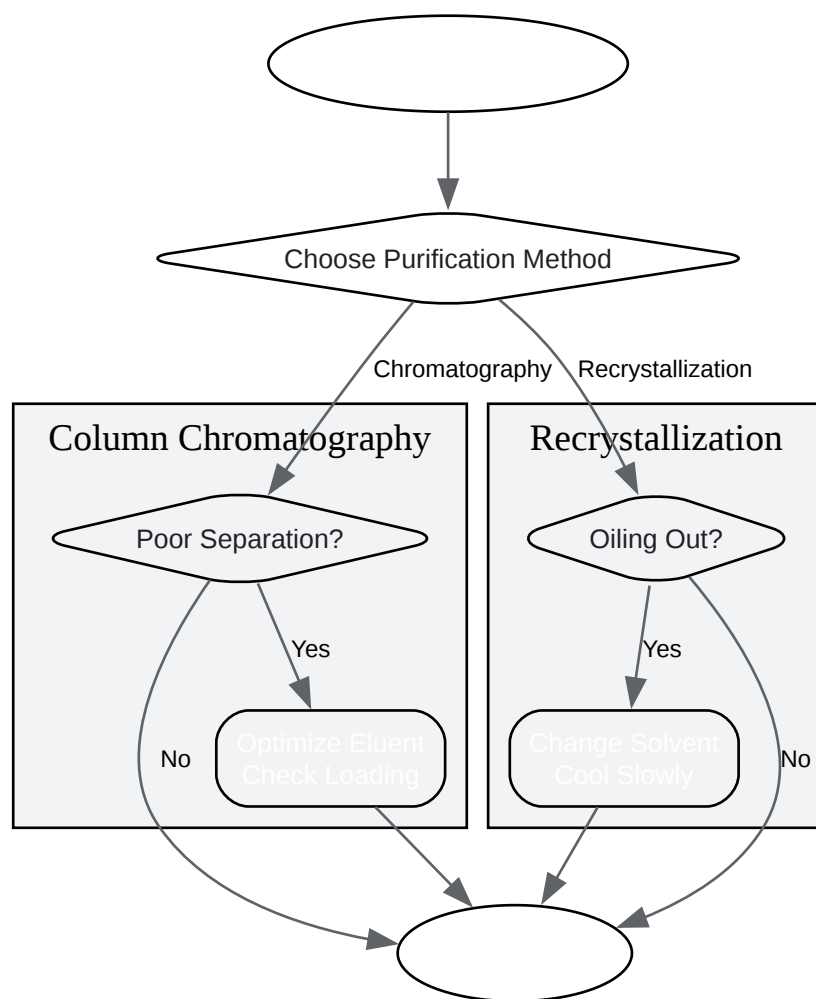 Choose Purification Method
Chromatography
Recrystallization
Column Chromatography
Recrystallization
Poor Separation?
Oiling Out?
Yes
Yes
Optimize Eluent
Check Loading
Change Solvent
Cool Slowly
No
No